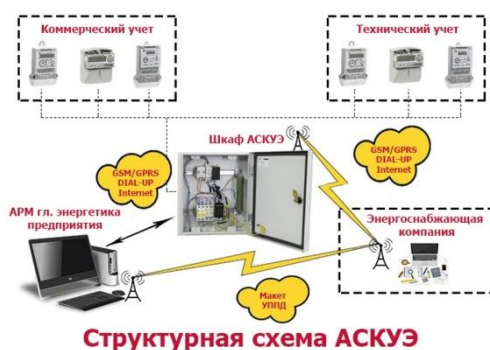 Коммерческий учет
Технический учет
Шкаф АСКУЭ
GSM/GPRS
DIAL-UP
Internet
GSM/GPRS
DIAL-UP
Internet
АРМ гл. энергетика
предприятия
Энергоснабжающая
компания
Макет
УППД
Структурная схема АСКУЭ